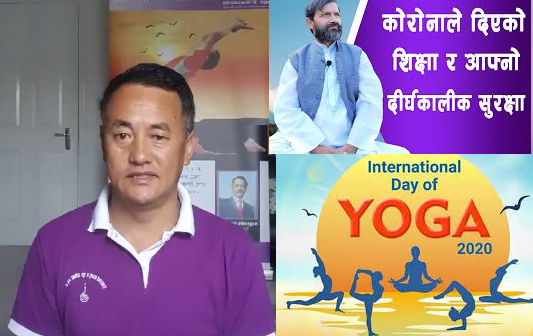 कोरोनाले दिएको
शिक्षा र आफ्नो
दीर्घकालीक सुरक्षा
International
Day of
YOGA
2020